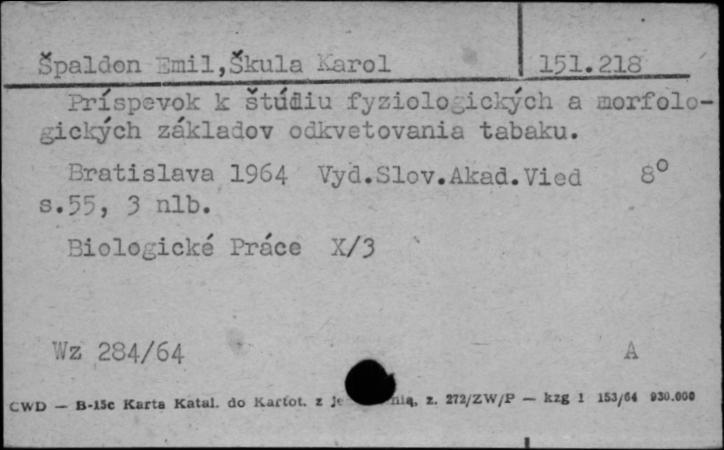 Špaldon Emil,Škula Karol 151.218
Príspevok k štúdiu fyziologických a morfolo-
gických základov odkvetovania tabaku.
Bratislava 1964 Vyd.Slov.Akad.Vied 8°
s.55, 3 nlb.
Biologické Práce X/3
Wz 284/64 A
CWD — B-15c Karta Katal. do Kartot. z z. 272/ZW/P — kzg 1 153/64 930.000